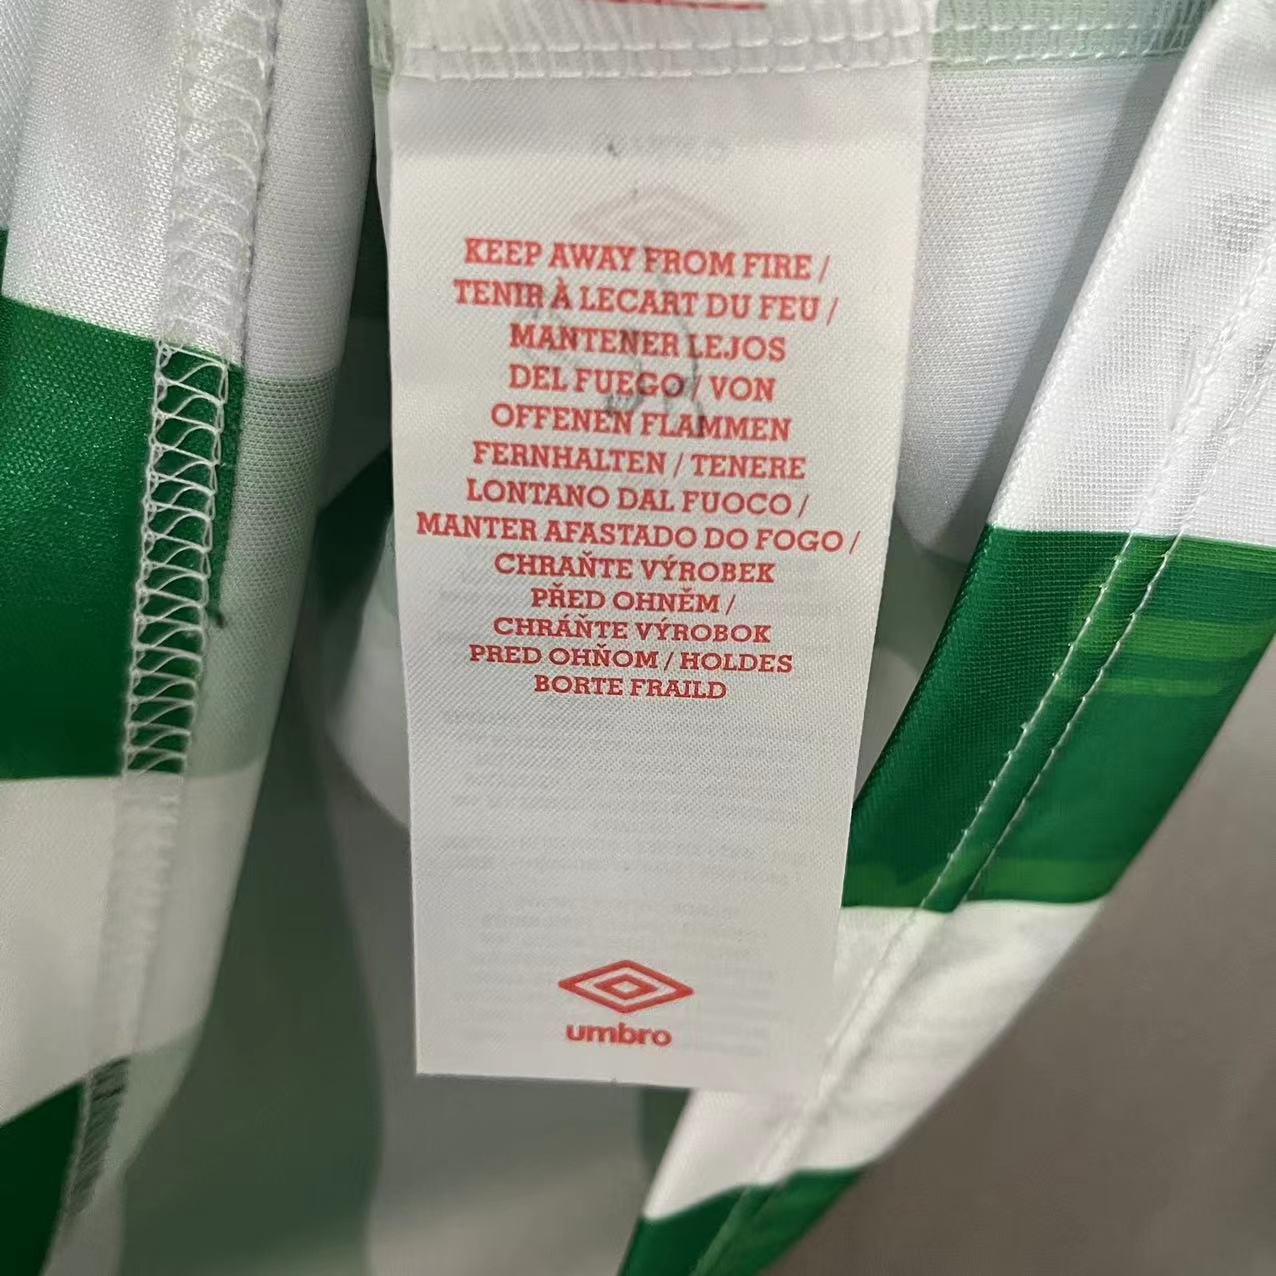 KEEP AWAY FROM FIRE /
TENIR À LECART DU FEU /
MANTENER LEJOS
DEL FUEGO / VON
OFFENEN FLAMMEN
FERNHALTEN / TENERE
LONTANO DAL FUOCO /
MANTER AFASTADO DO FOGO /
CHRAŇTE VÝROBEK
PŘED OHNĚM /
CHRÁŇTE VÝROBOK
PRED OHŇOM / HOLDES
BORTE FRAILD
umbro